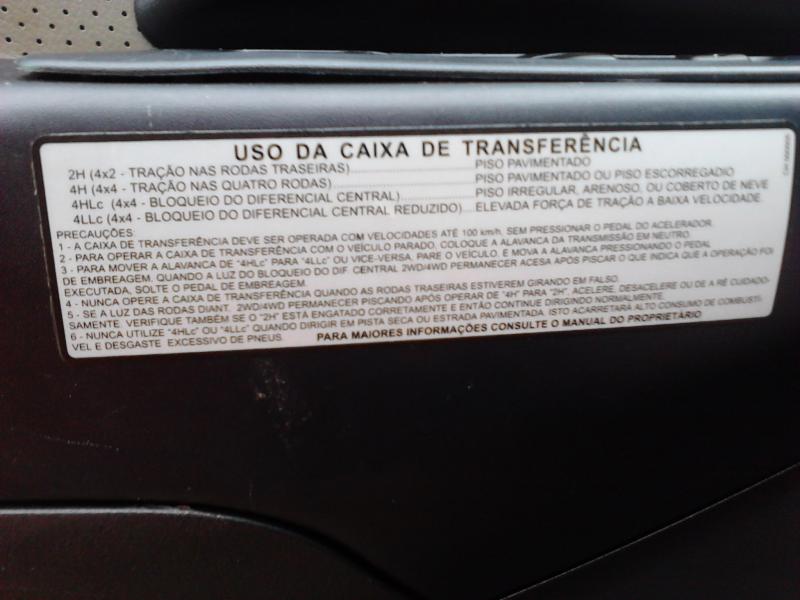 USO DA CAIXA DE TRANSFERÊNCIA
2H (4x2 - TRAÇÃO NAS RODAS TRASEIRAS)........................PISO PAVIMENTADO
4H (4x4 - TRAÇÃO NAS QUATRO RODAS)........................PISO PAVIMENTADO OU PISO ESCORREGADIO
4HLc (4x4 - BLOQUEIO DO DIFERENCIAL CENTRAL)................PISO IRREGULAR, ARENOSO, OU COBERTO DE NEVE
4LLc (4x4 - BLOQUEIO DO DIFERENCIAL CENTRAL REDUZIDO)...ELEVADA FORÇA DE TRAÇÃO A BAIXA VELOCIDADE.
PRECAUÇÕES:
1 - A CAIXA DE TRANSFERÊNCIA DEVE SER OPERADA COM VELOCIDADES ATÉ 100 km/h, SEM PRESSIONAR O PEDAL DO ACELERADOR.
2 - PARA OPERAR A CAIXA DE TRANSFERÊNCIA COM O VEÍCULO PARADO, COLOQUE A ALAVANCA DA TRANSMISSÃO EM NEUTRO.
3 - PARA MOVER A ALAVANCA DE "4HLc" PARA "4LLc" OU VICE-VERSA, PARE O VEÍCULO, E MOVA A ALAVANCA PRESSIONANDO O PEDAL
DE EMBREAGEM, QUANDO A LUZ DO BLOQUEIO DO DIF. CENTRAL 2WD/4WD PERMANECER ACESA APÓS PISCAR O QUE INDICA QUE A OPERAÇÃO FOI
EXECUTADA, SOLTE O PEDAL DE EMBREAGEM.
4 - NUNCA OPERE A CAIXA DE TRANSFERÊNCIA QUANDO AS RODAS TRASEIRAS ESTIVEREM GIRANDO EM FALSO.
5 - SE A LUZ DAS RODAS DIANT. 2WD/4WD PERMANECER PISCANDO APÓS OPERAR DE "4H" PARA "2H", ACELERE, DESACELERE OU DE A RÉ CUIDADO-
SAMENTE. VERIFIQUE TAMBÉM SE O "2H" ESTÁ ENGATADO CORRETAMENTE E ENTÃO CONTINUE DIRIGINDO NORMALMENTE.
6 - NUNCA UTILIZE "4HLc" OU "4LLc" QUANDO DIRIGIR EM PISTA SECA OU ESTRADA PAVIMENTADA. ISTO ACARRETARÁ ALTO CONSUMO DE COMBUSTI-
VEL E DESGASTE EXCESSIVO DE PNEUS.
PARA MAIORES INFORMAÇÕES CONSULTE O MANUAL DO PROPRIETÁRIO